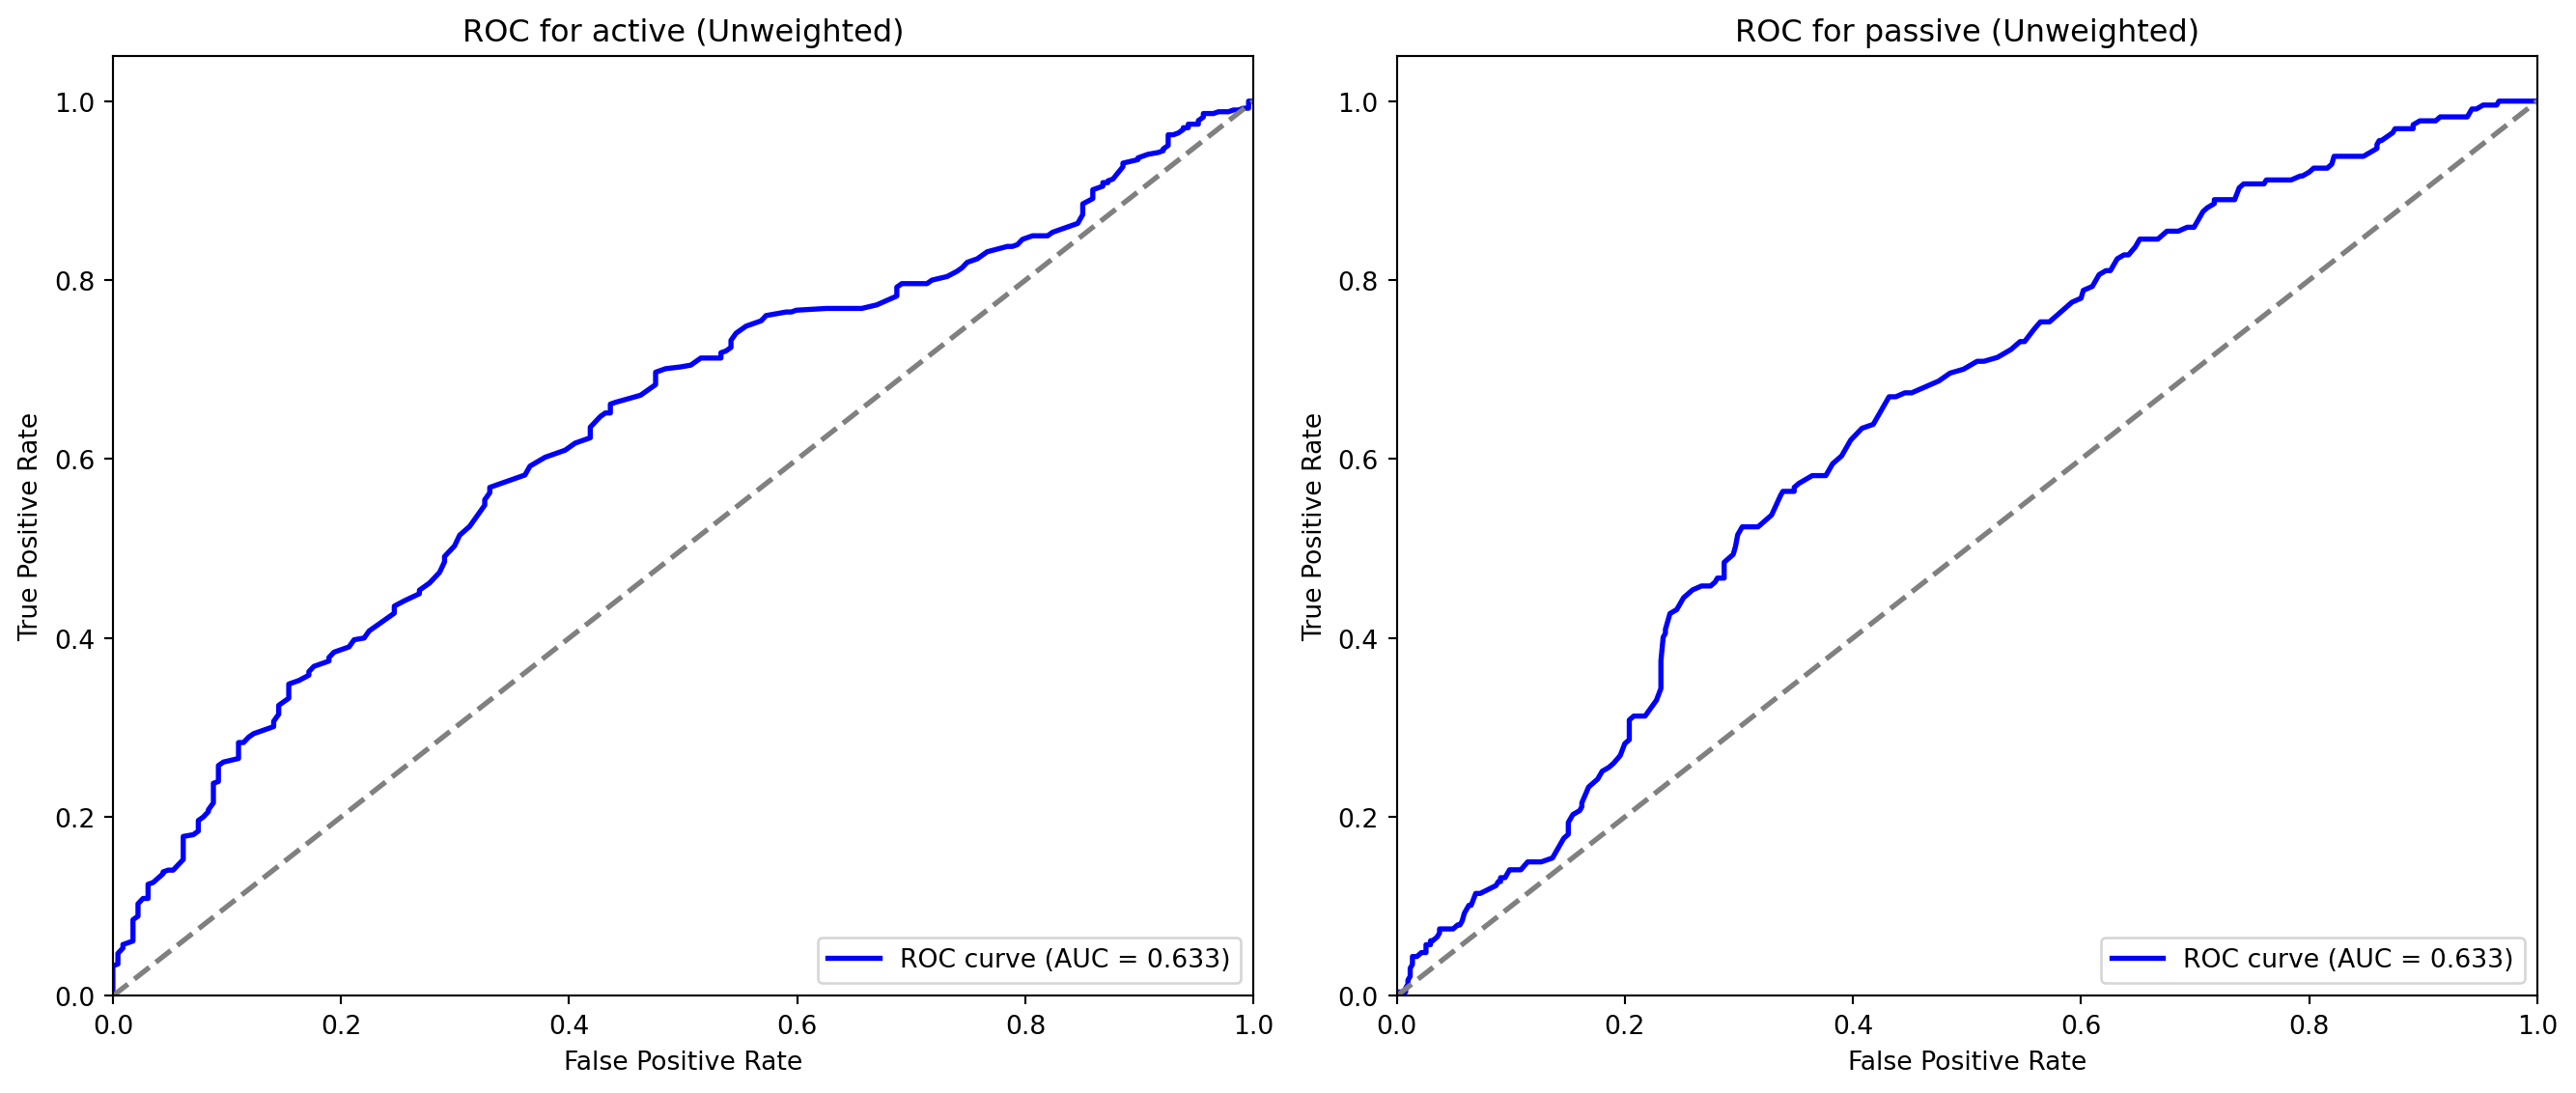 ROC for active (Unweighted)
1.0
0.8
0.6
0.4
0.2
0.0
True Positive Rate
ROC curve (AUC = 0.633)
0.0 0.2 0.4 0.6 0.8 1.0
False Positive Rate
ROC for passive (Unweighted)
1.0
0.8
0.6
0.4
0.2
0.0
True Positive Rate
ROC curve (AUC = 0.633)
0.0 0.2 0.4 0.6 0.8 1.0
False Positive Rate